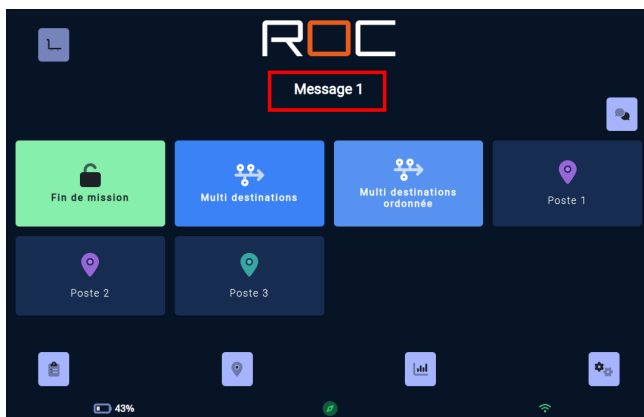 ROC
Message 1
Fin de mission
Multi destinations
Multi destinations
ordonnée
Poste 1
Poste 2
Poste 3
43%